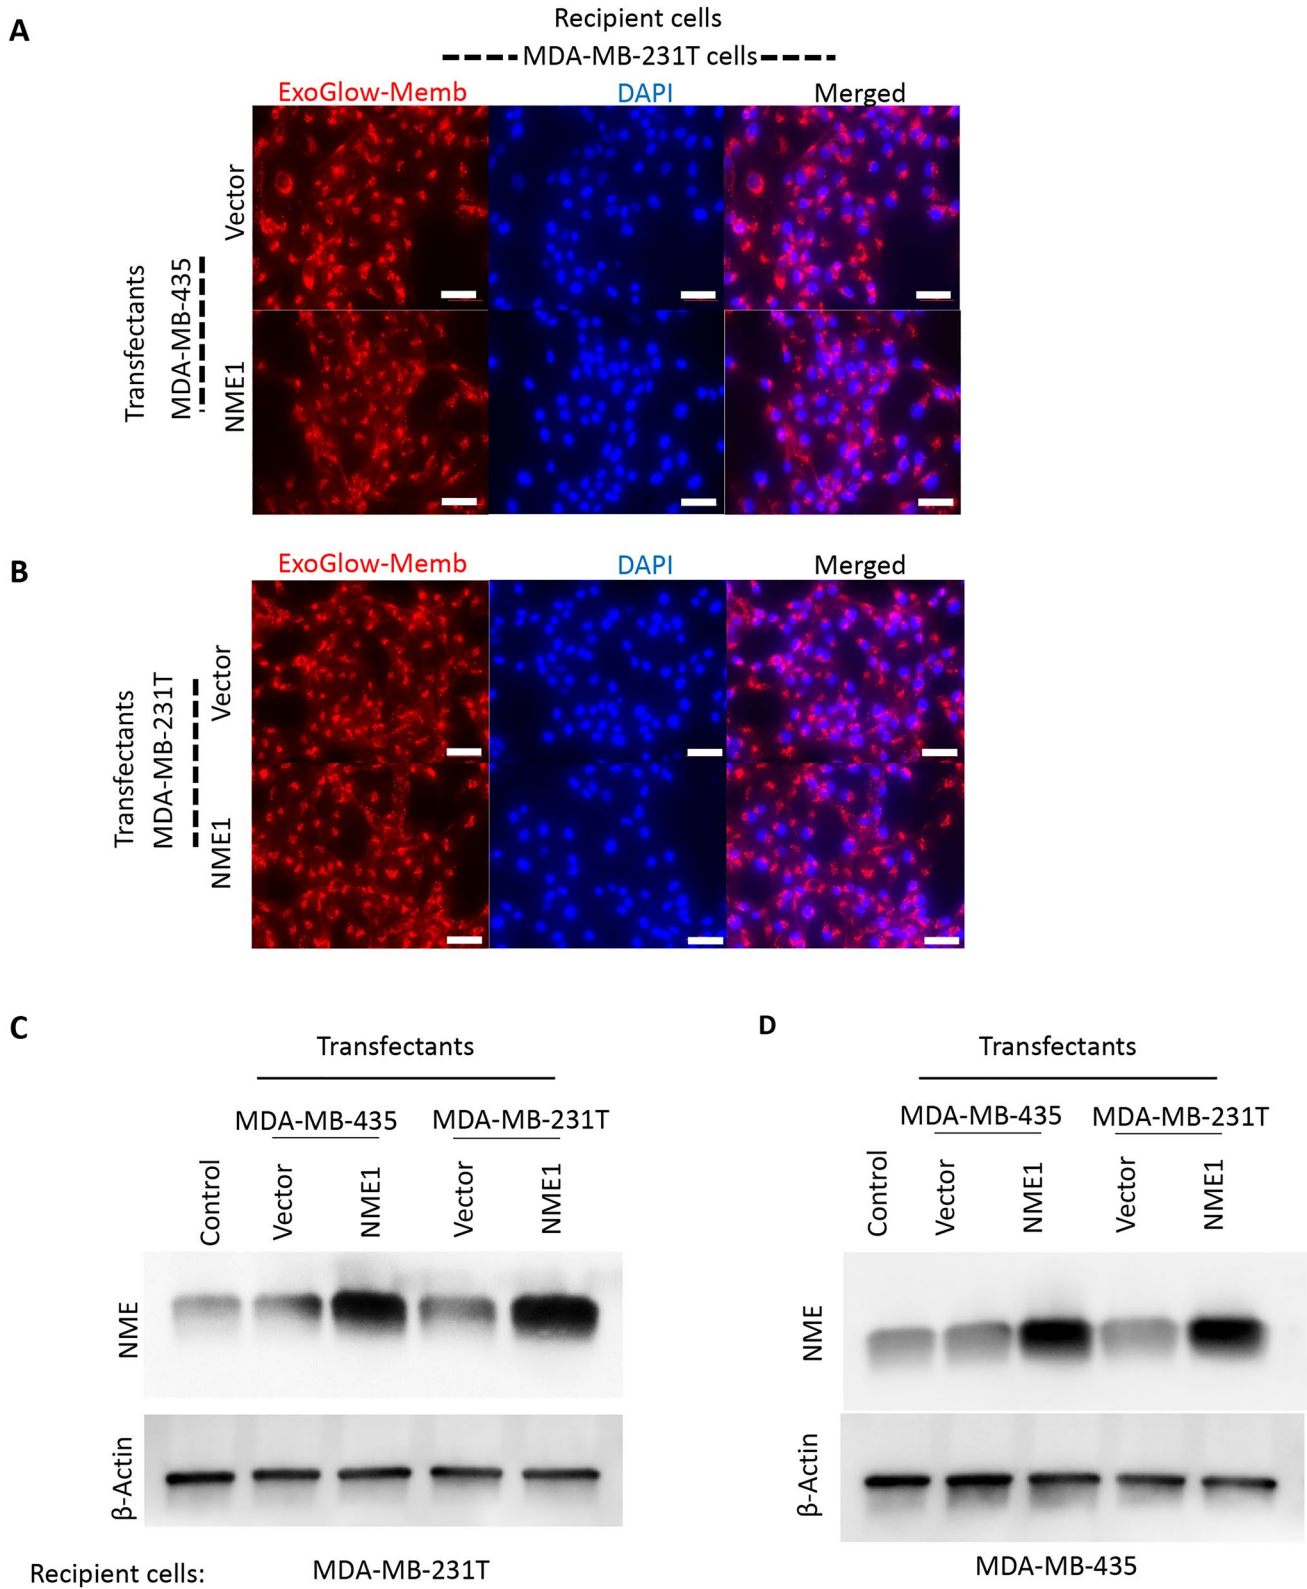 A
Recipient cells
MDA-MB-231T cells
ExoGlow-Memb DAPI Merged
Transfectants
MDA-MB-435
Vector
NME1
B
ExoGlow-Memb DAPI Merged
Transfectants
MDA-MB-231T
Vector
NME1
C
Transfectants
MDA-MB-435 MDA-MB-231T
Control Vector NME1 Vector NME1
NME
β-Actin
Recipient cells: MDA-MB-231T
D
Transfectants
MDA-MB-435 MDA-MB-231T
Control Vector NME1 Vector NME1
NME
β-Actin
MDA-MB-435